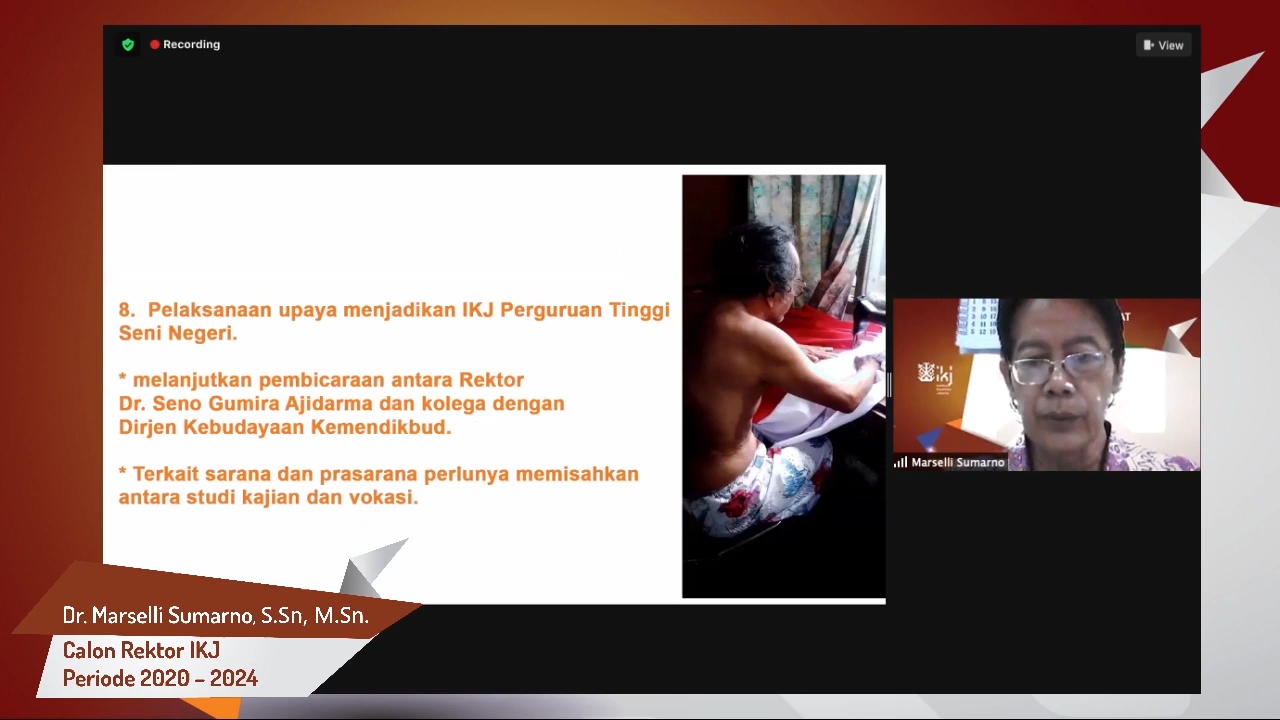 Recording
View
8. Pelaksanaan upaya menjadikan IKJ Perguruan Tinggi
Seni Negeri.
* melanjutkan pembicaraan antara Rektor
Dr. Seno Gumira Ajidarma dan kolega dengan
Dirjen Kebudayaan Kemendikbud.
* Terkait sarana dan prasarana perlunya memisahkan
antara studi kajian dan vokasi.
ikj
Marselli Sumarno
Dr. Marselli Sumarno, S.Sn, M.Sn.
Calon Rektor IKJ
Periode 2020 – 2024